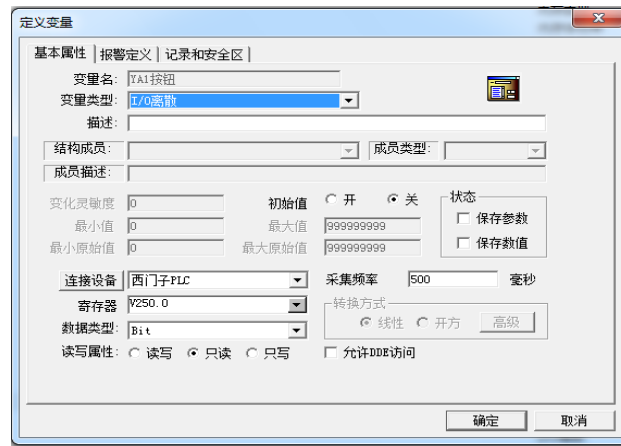 定义变量
基本属性 报警定义 记录和安全区
变量名: YA1按钮
变量类型: I/O离散
描述:
结构成员: 成员类型:
成员描述:
变化灵敏度 0 初始值 开 关 状态
最小值 0 最大值 999999999 保存参数
最小原始值 0 最大原始值 999999999 保存数值
连接设备 西门子PLC 采集频率 500 毫秒
寄存器 V250.0 转换方式
数据类型: Bit 线性 开方 高级
读写属性: 读写 只读 只写 允许DDE访问
确定 取消